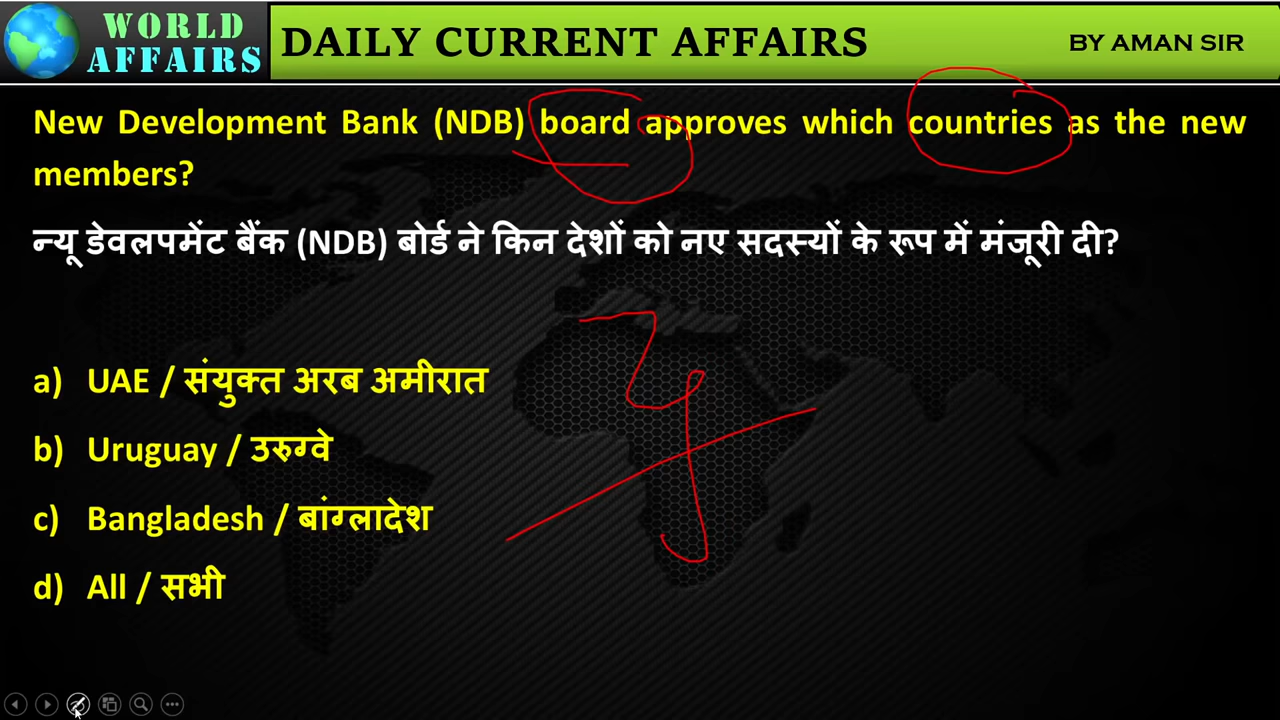 WORLD
AFFAIRS
DAILY CURRENT AFFAIRS
BY AMAN SIR
New Development Bank (NDB) board approves which countries as the new
members?
न्यू डेवलपमेंट बैंक (NDB) बोर्ड ने किन देशों को नए सदस्यों के रूप में मंजूरी दी?
a) UAE / संयुक्त अरब अमीरात
b) Uruguay / उरुग्वे
c) Bangladesh / बांग्लादेश
d) All / सभी